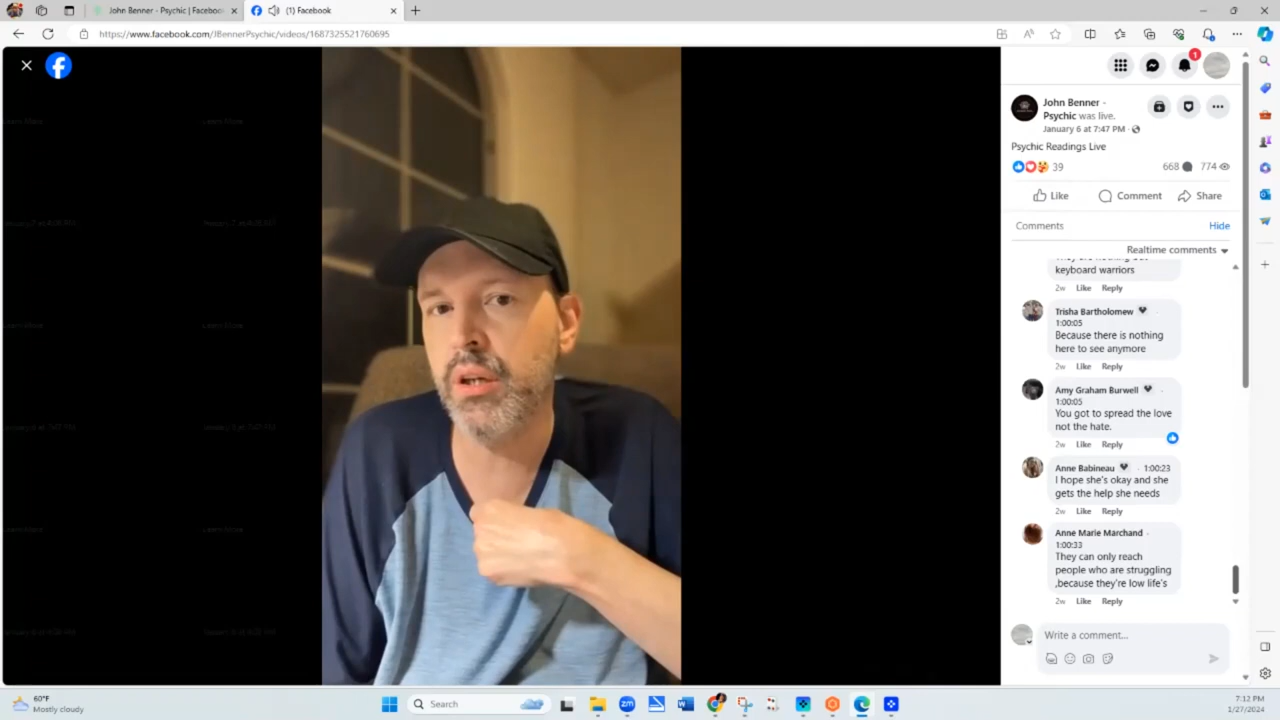 John Benner - Psychic | Facebook
(1) Facebook
https://www.facebook.com/JBennerPsychic/videos/1687325521760695
1
John Benner -
Psychic was live.
January 6 at 7:47 PM ·
Psychic Readings Live
39
668
774
Like
Comment
Share
Comments
Hide
Realtime comments
keyboard warriors
2w Like Reply
Trisha Bartholomew ·
1:00:05
Because there is nothing
here to see anymore
2w Like Reply
Amy Graham Burwell ·
1:00:05
You got to spread the love
not the hate.
2w Like Reply
Anne Babineau · 1:00:23
I hope she's okay and she
gets the help she needs
2w Like Reply
Anne Marie Marchand ·
1:00:33
They can only reach
people who are struggling
,because they're low life's
2w Like Reply
Write a comment...
60°F
Mostly cloudy
Search
zm
7:12 PM
1/27/2024